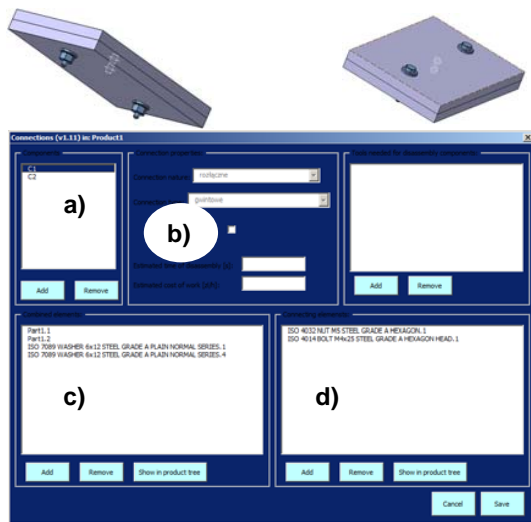 Connections (v1.11) in: Product1
Components:
C1
C2
a)
Add
Remove
Connection properties:
Connection nature:
rozłączne
Connection
gwintowe
b)
Estimated time of disassembly [s]:
Estimated cost of work [zł/h]:
Tools needed for disassembly components:
Add
Remove
Combined elements:
Part1.1
Part1.2
ISO 7089 WASHER 6x12 STEEL GRADE A PLAIN NORMAL SERIES.1
ISO 7089 WASHER 6x12 STEEL GRADE A PLAIN NORMAL SERIES.4
c)
Add
Remove
Show in product tree
Connecting elements:
ISO 4032 NUT M5 STEEL GRADE A HEXAGON.1
ISO 4014 BOLT M4x25 STEEL GRADE A HEXAGON HEAD.1
d)
Add
Remove
Show in product tree
Cancel
Save